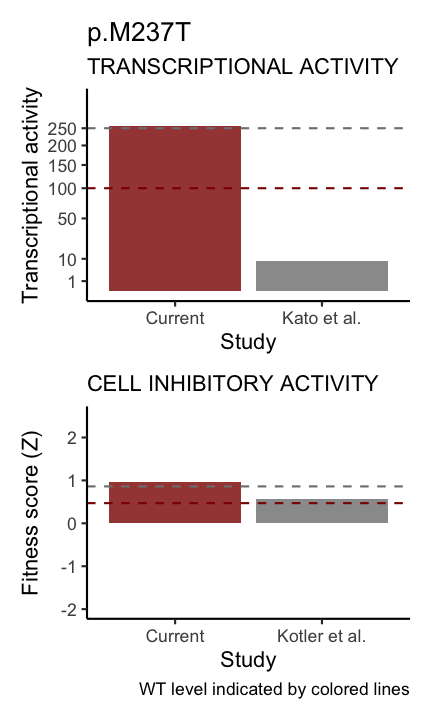 p.M237T
TRANSCRIPTIONAL ACTIVITY
Transcriptional activity
250
200
150
100
50
10
1
Current
Kato et al.
Study
CELL INHIBITORY ACTIVITY
Fitness score (Z)
2
1
0
-1
-2
Current
Kotler et al.
Study
WT level indicated by colored lines